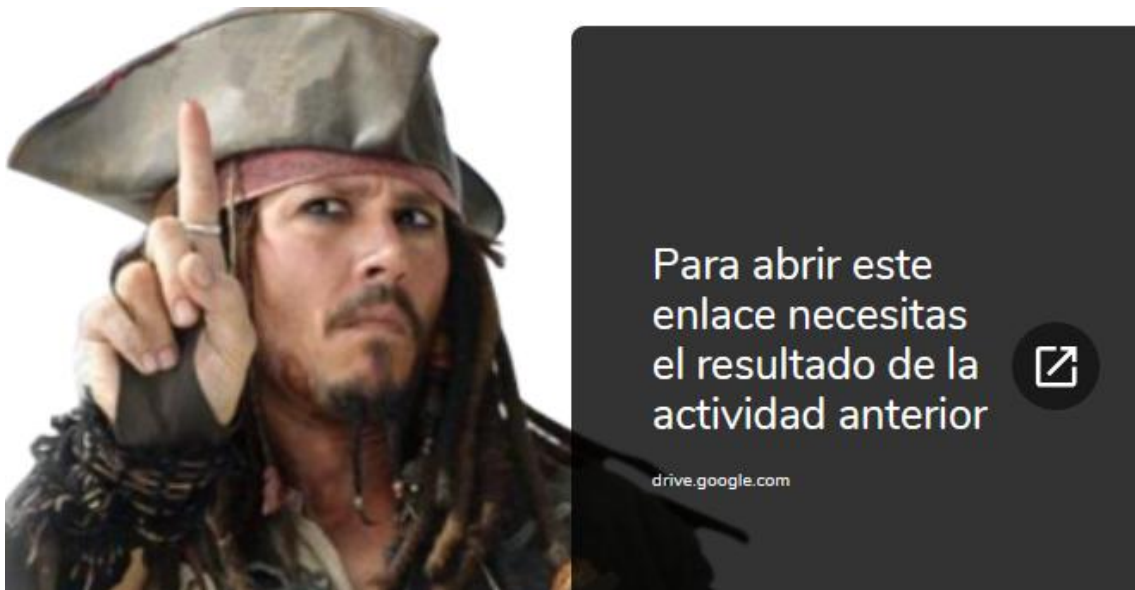 Para abrir este
enlace necesitas
el resultado de la
actividad anterior
drive.google.com